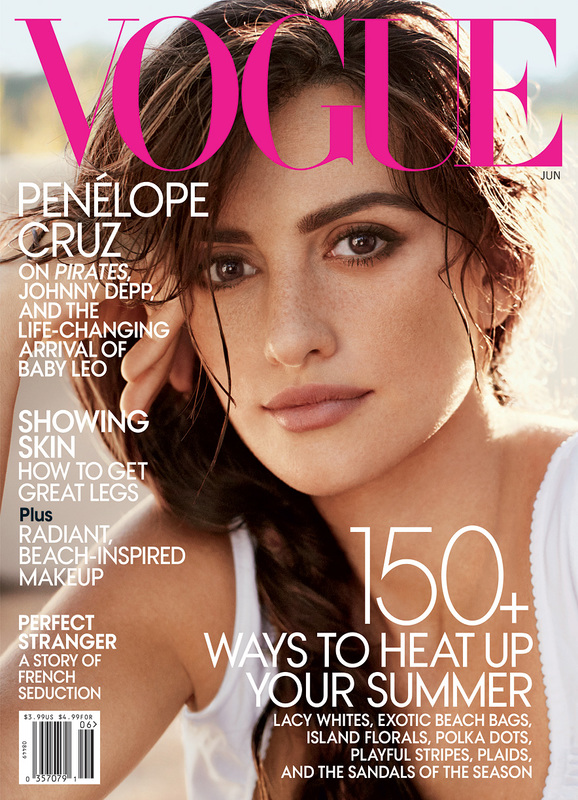 VOGUE
JUN
PENÉLOPE
CRUZ
ON PIRATES,
JOHNNY DEPP,
AND THE
LIFE-CHANGING
ARRIVAL OF
BABY LEO
SHOWING
SKIN
HOW TO GET
GREAT LEGS
Plus
RADIANT,
BEACH-INSPIRED
MAKEUP
PERFECT
STRANGER
A STORY OF
FRENCH
SEDUCTION
150+
WAYS TO HEAT UP
YOUR SUMMER
LACY WHITES, EXOTIC BEACH BAGS,
ISLAND FLORALS, POLKA DOTS,
PLAYFUL STRIPES, PLAIDS,
AND THE SANDALS OF THE SEASON
$3.99US $4.99FOR
06>
0 357079 1